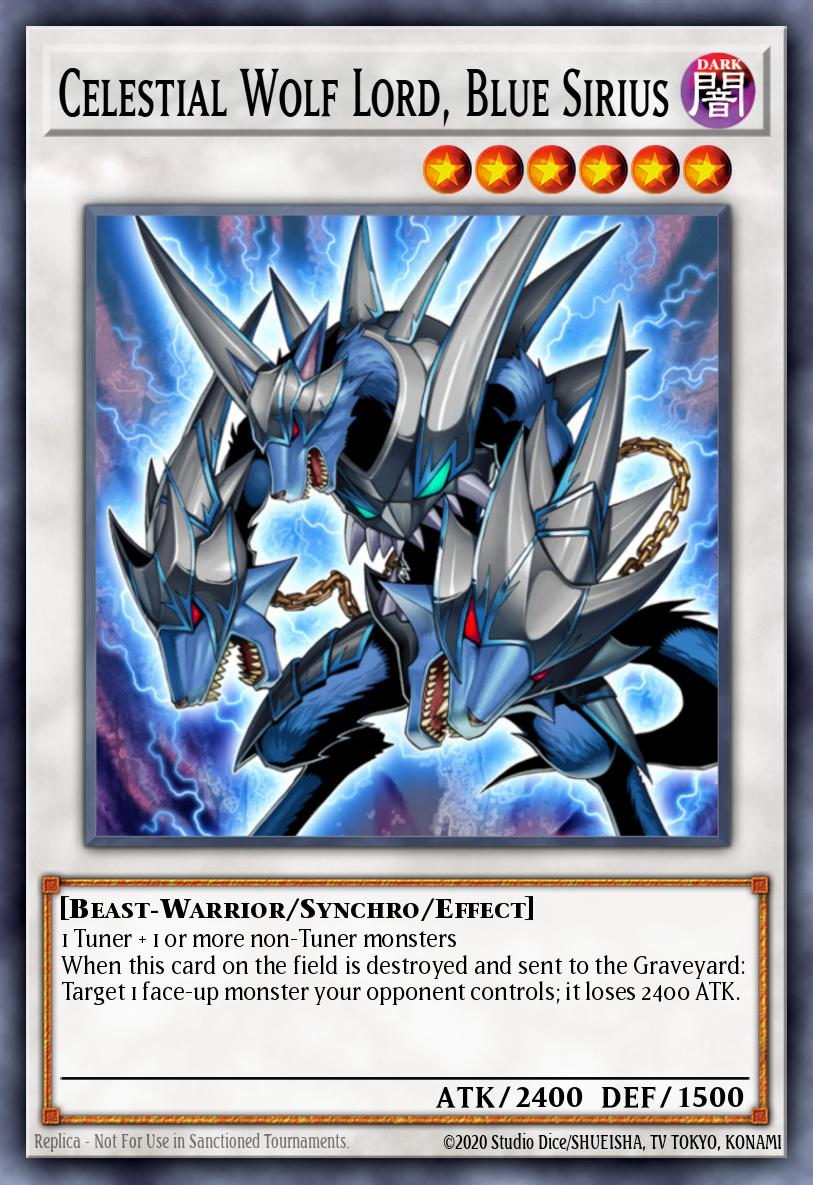 Celestial Wolf Lord, Blue Sirius
DARK
闇
[Beast-Warrior/Synchro/Effect]
1 Tuner + 1 or more non-Tuner monsters
When this card on the field is destroyed and sent to the Graveyard:
Target 1 face-up monster your opponent controls; it loses 2400 ATK.
ATK/2400 DEF/1500
Replica - Not For Use in Sanctioned Tournaments.
©2020 Studio Dice/SHUEISHA, TV TOKYO, KONAMI